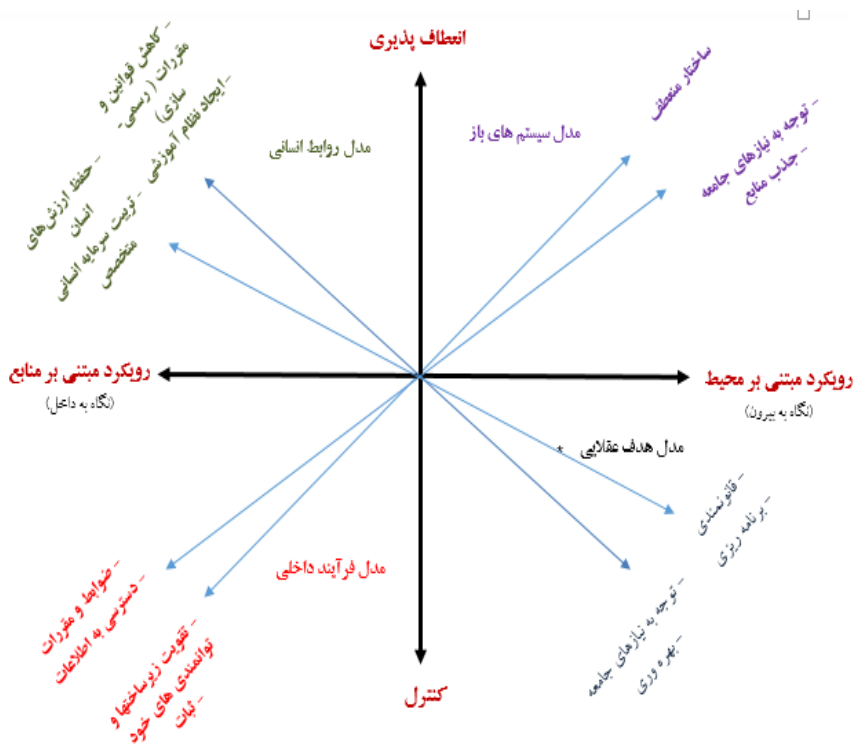 انعطاف پذیری
ساختار منعطف
- توجه به نیازهای جامعه
- جذب منابع
مدل سیستم های باز
مدل روابط انسانی
- کاهش قوانین و
مقررات ( رسمی-
سازی)
-ایجاد نظام آموزشی
- حفظ ارزش‌های
انسان
- تربیت سرمایه انسانی
متخصص
رویکرد مبتنی بر محیط
(نگاه به بیرون)
رویکرد مبتنی بر منابع
(نگاه به داخل)
مدل هدف عقلایی *
- قانونمندی
- برنامه ریزی
- توجه به نیازهای جامعه
- بهره وری
مدل فرآیند داخلی
- ضوابط و مقررات
- دسترسی به اطلاعات
- تقویت زیرساختها و
توانمندی های خود
- ثبات
کنترل